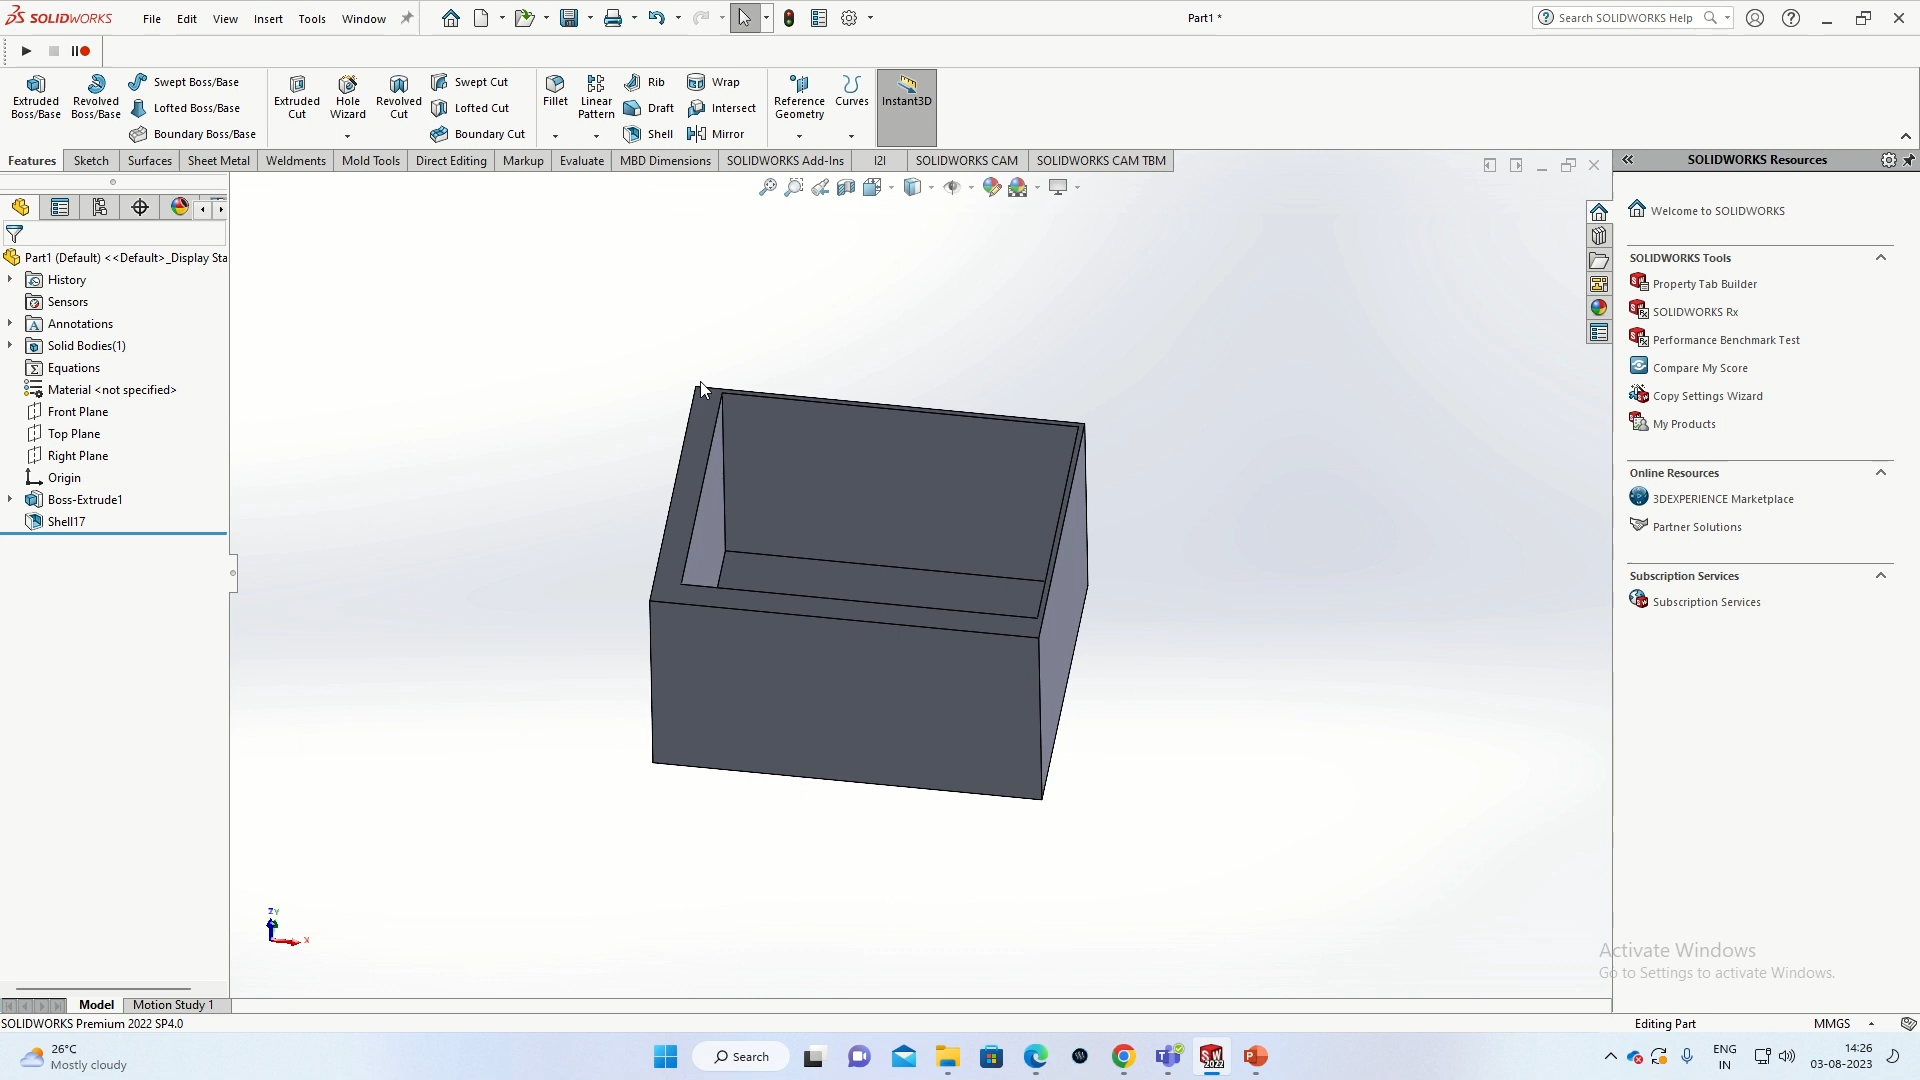 SOLIDWORKS File Edit View Insert Tools Window Part1 * Search SOLIDWORKS Help
Extruded Boss/Base
Revolved Boss/Base
Swept Boss/Base
Lofted Boss/Base
Boundary Boss/Base
Extruded Cut
Hole Wizard
Revolved Cut
Swept Cut
Lofted Cut
Boundary Cut
Fillet
Linear Pattern
Rib
Draft
Shell
Wrap
Intersect
Mirror
Reference Geometry
Curves
Instant3D
Features Sketch Surfaces Sheet Metal Weldments Mold Tools Direct Editing Markup Evaluate MBD Dimensions SOLIDWORKS Add-Ins I2I SOLIDWORKS CAM SOLIDWORKS CAM TBM
Part1 (Default) <<Default>_Display Sta
History
Sensors
Annotations
Solid Bodies(1)
Equations
Material <not specified>
Front Plane
Top Plane
Right Plane
Origin
Boss-Extrude1
Shell17
SOLIDWORKS Resources
Welcome to SOLIDWORKS
SOLIDWORKS Tools
Property Tab Builder
SOLIDWORKS Rx
Performance Benchmark Test
Compare My Score
Copy Settings Wizard
My Products
Online Resources
3DEXPERIENCE Marketplace
Partner Solutions
Subscription Services
Subscription Services
Z Y
X
Activate Windows
Go to Settings to activate Windows.
Model Motion Study 1
SOLIDWORKS Premium 2022 SP4.0 Editing Part MMGS
26°C
Mostly cloudy
Search
SW 2022
ENG
IN
14:26
03-08-2023